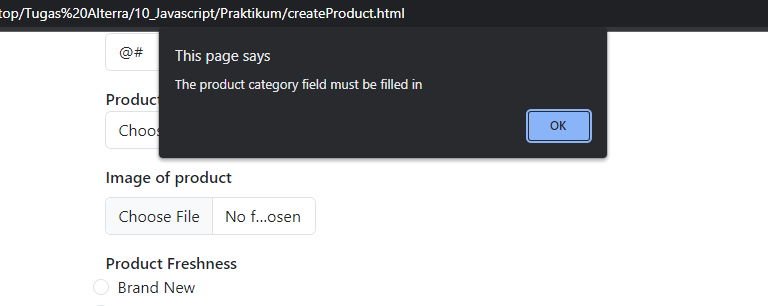 top/Tugas%20Alterra/10_Javascript/Praktikum/createProduct.html
This page says
The product category field must be filled in
OK
@#
Product
Choos
Image of product
Choose File No f...osen
Product Freshness
Brand New